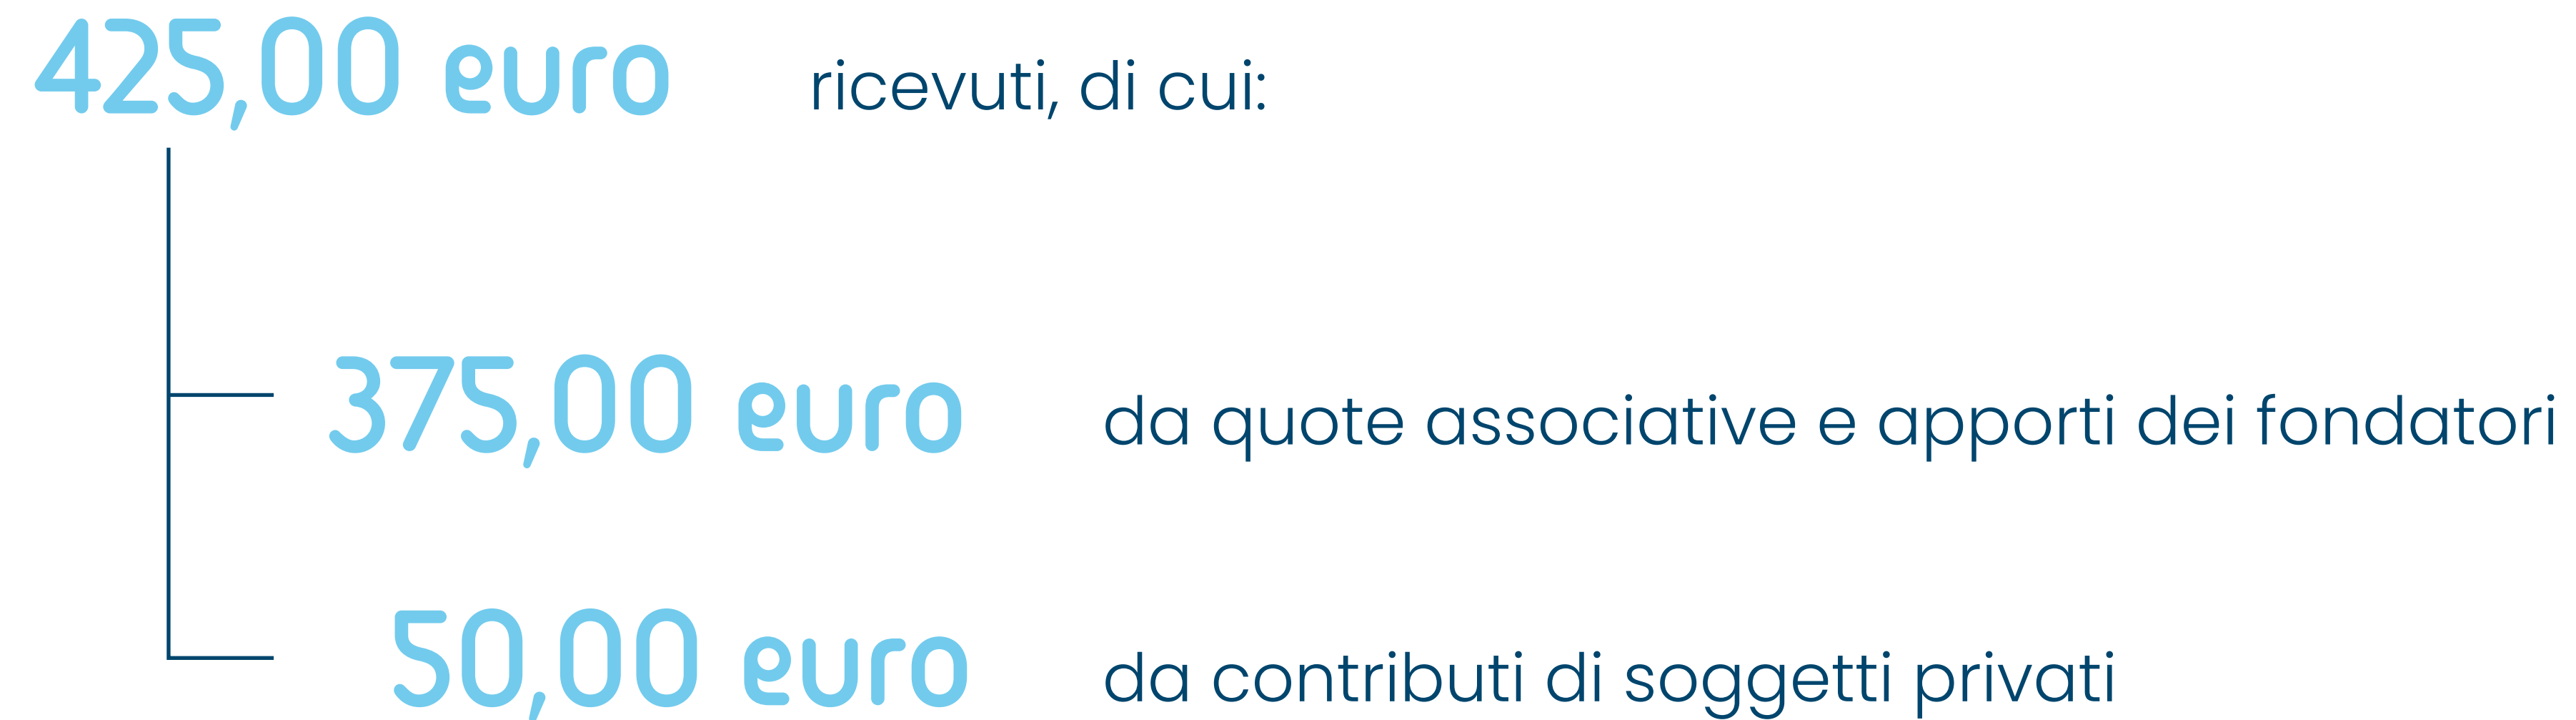 425,00 euro ricevuti, di cui:
375,00 euro da quote associative e apporti dei fondatori
50,00 euro da contributi di soggetti privati